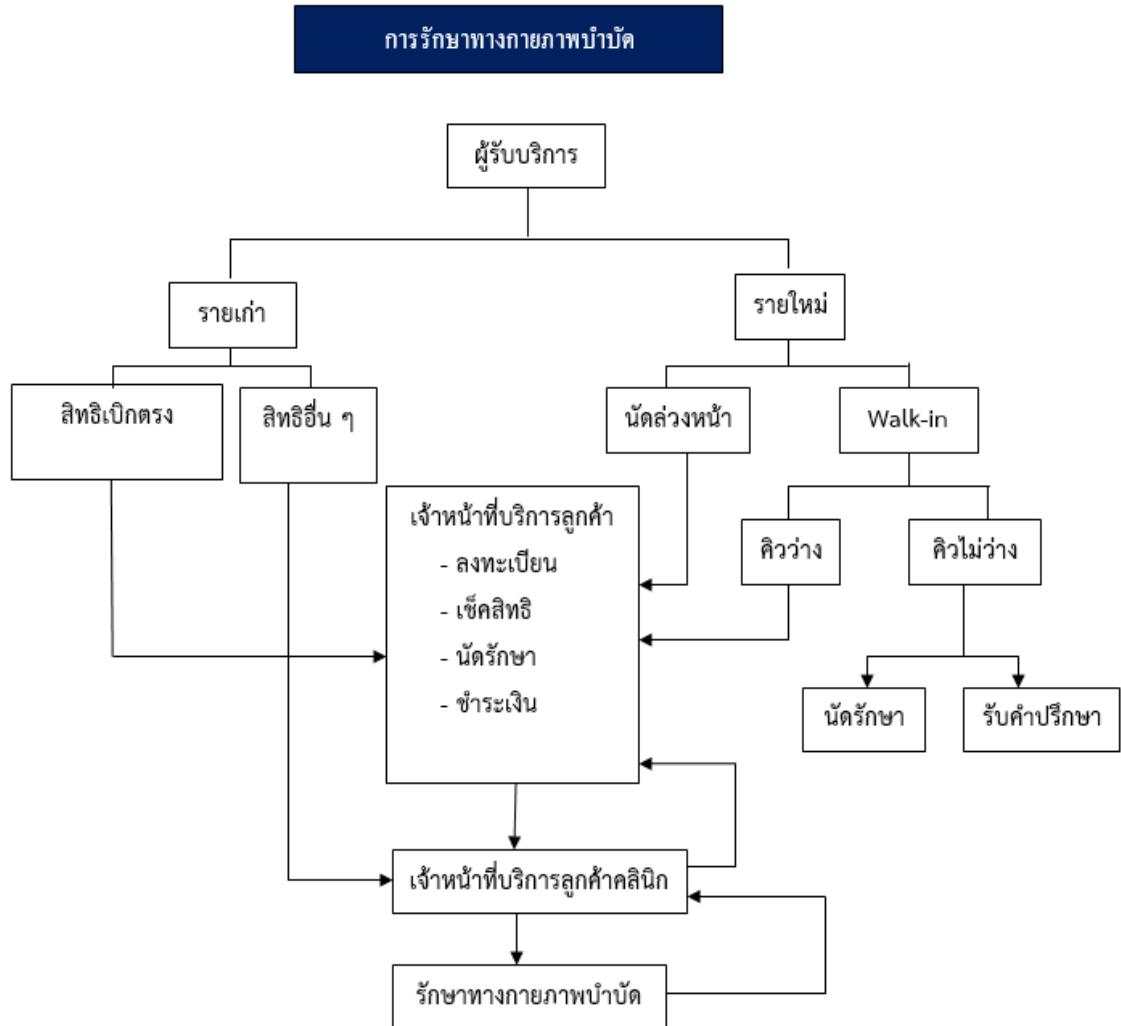 การรักษาทางกายภาพบำบัด
ผู้รับบริการ
รายเก่า
รายใหม่
สิทธิเบิกตรง
สิทธิอื่น ๆ
นัดล่วงหน้า
Walk-in
เจ้าหน้าที่บริการลูกค้า
- ลงทะเบียน
- เช็คสิทธิ
- นัดรักษา
- ชำระเงิน
คิวว่าง
คิวไม่ว่าง
นัดรักษา
รับคำปรึกษา
เจ้าหน้าที่บริการลูกค้าคลินิก
รักษาทางกายภาพบำบัด